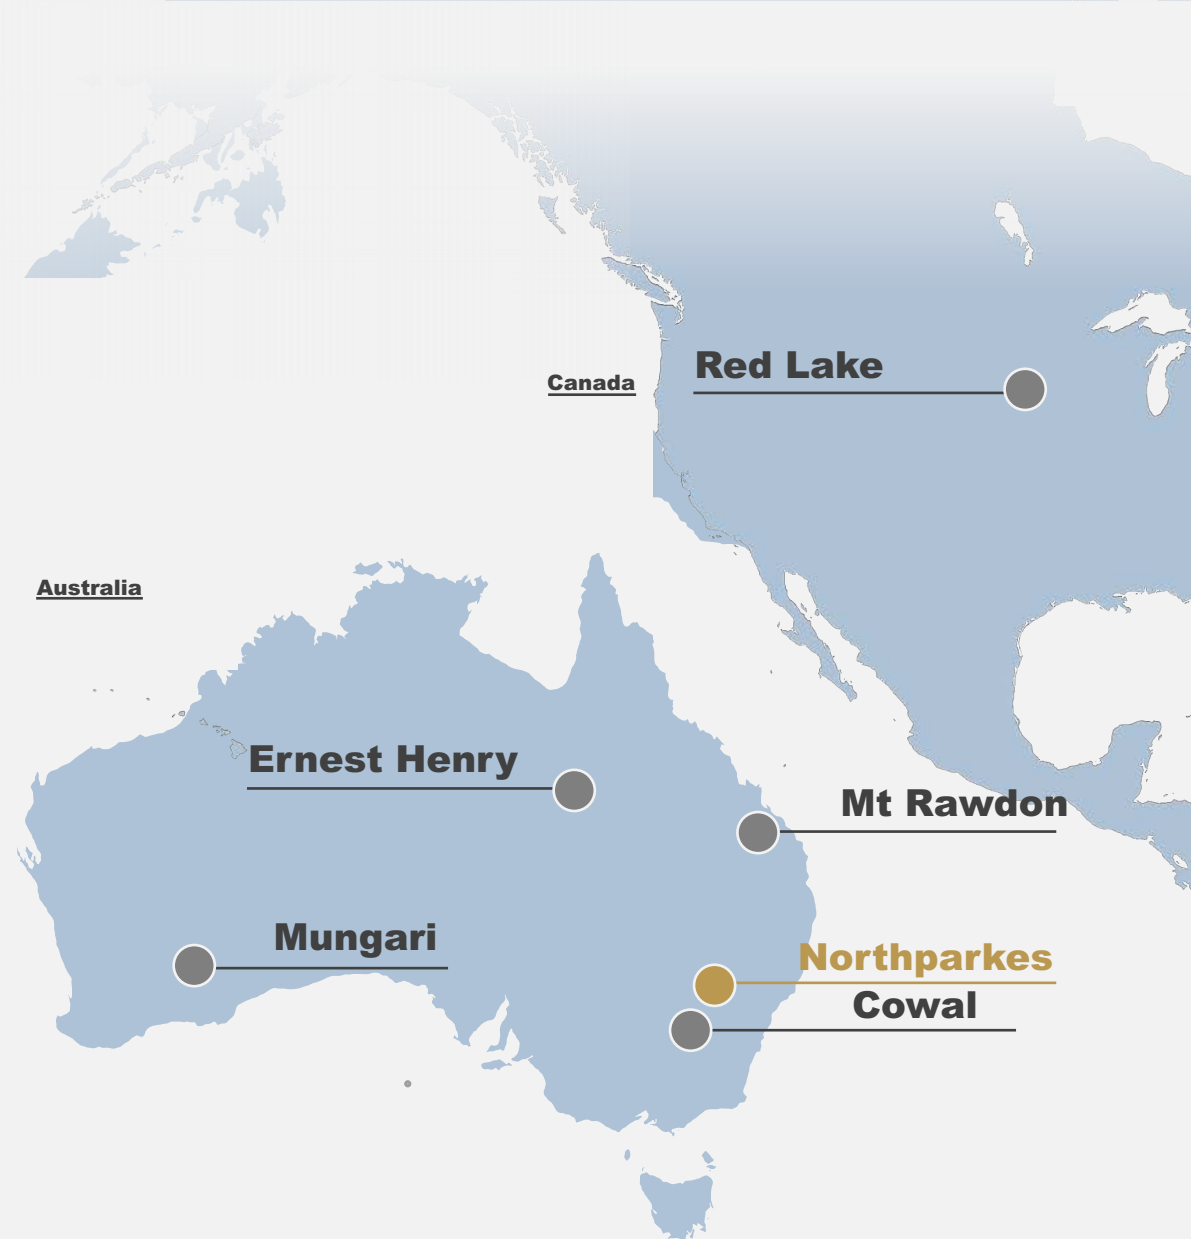 Red Lake
Canada
Australia
Ernest Henry
Mt Rawdon
Mungari
Northparkes
Cowal